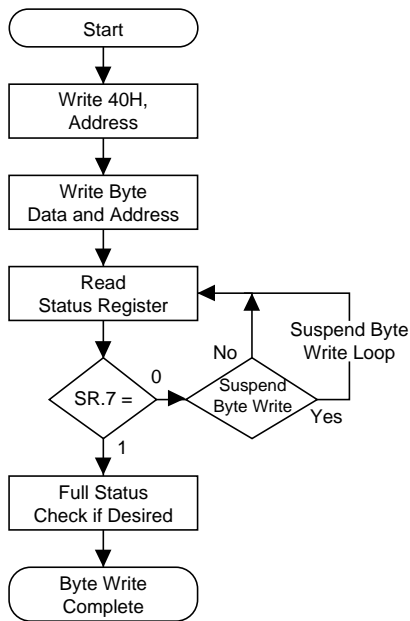 Start
Write 40H,
Address
Write Byte
Data and Address
Read
Status Register
Suspend Byte
Write Loop
No
SR.7 =
0
Suspend
Byte Write
Yes
1
Full Status
Check if Desired
Byte Write
Complete